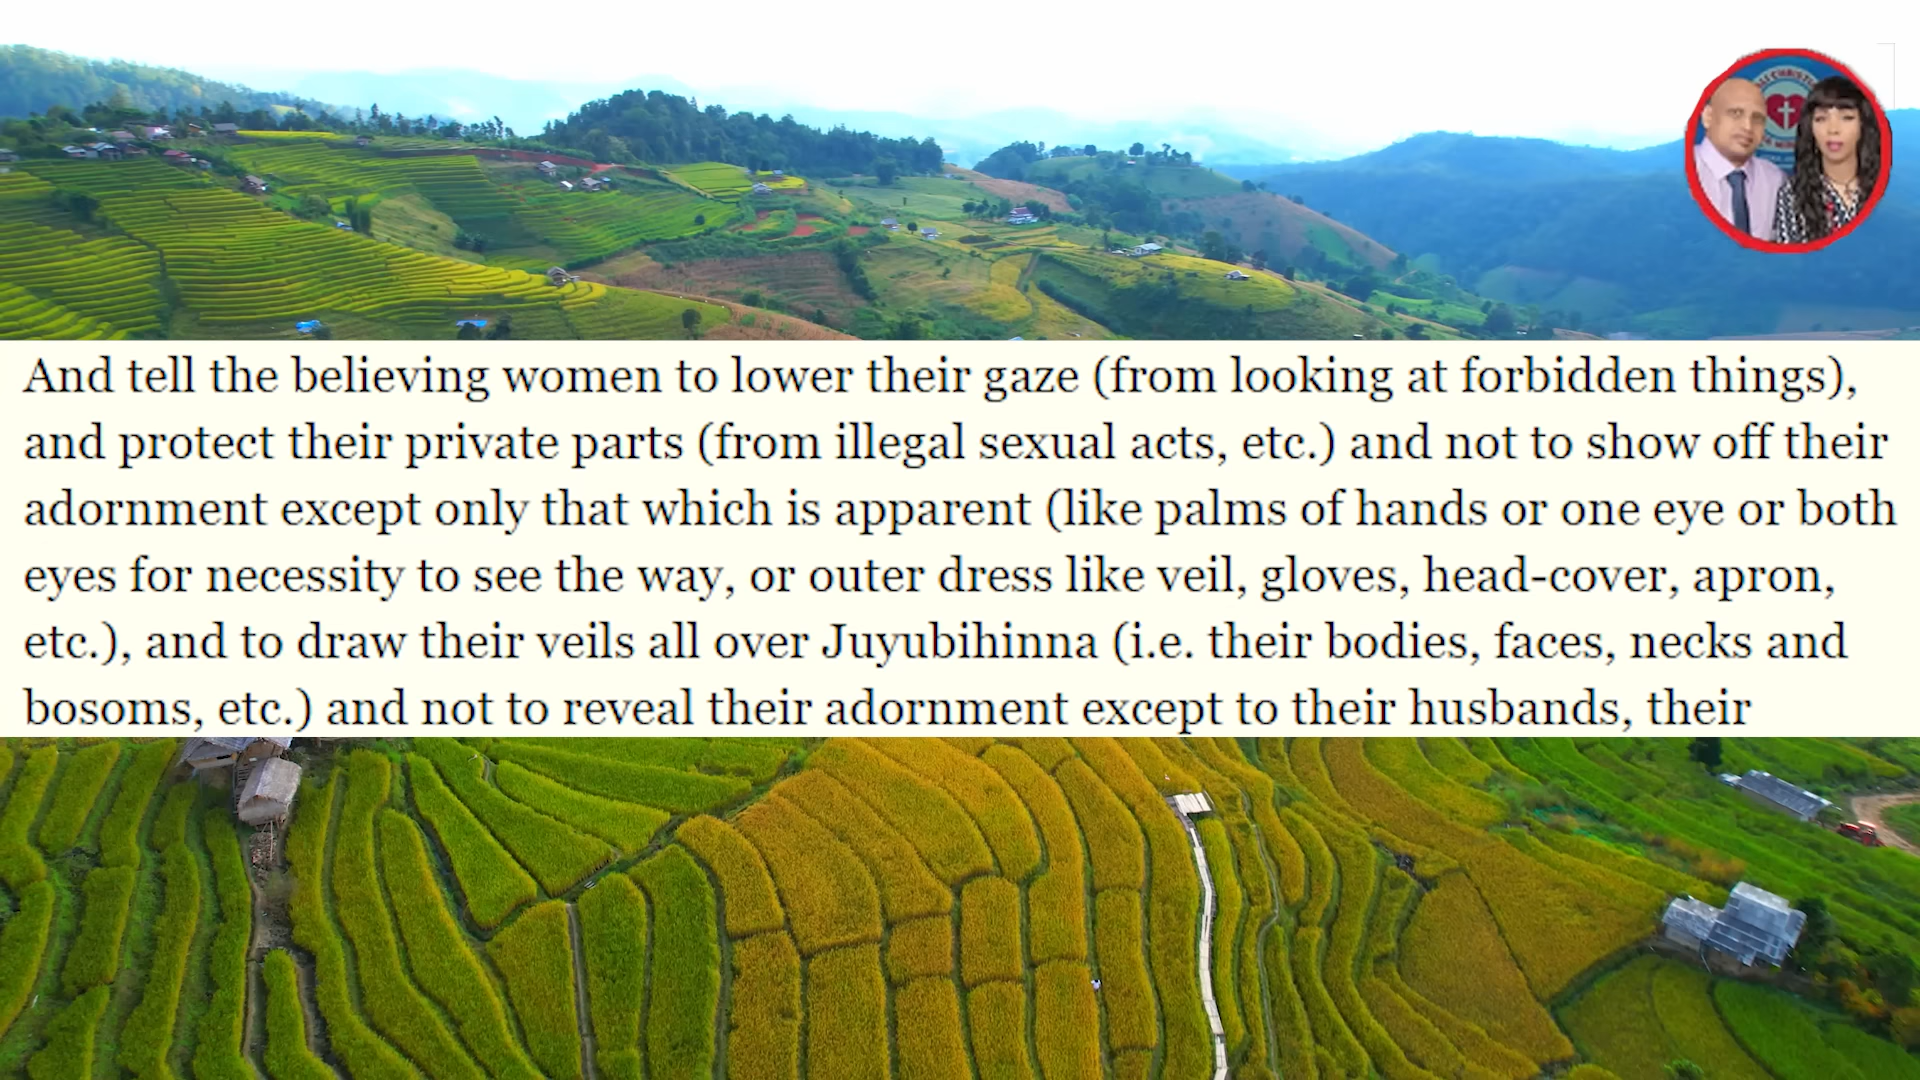 And tell the believing women to lower their gaze (from looking at forbidden things),
and protect their private parts (from illegal sexual acts, etc.) and not to show off their
adornment except only that which is apparent (like palms of hands or one eye or both
eyes for necessity to see the way, or outer dress like veil, gloves, head-cover, apron,
etc.), and to draw their veils all over Juyubihinna (i.e. their bodies, faces, necks and
bosoms, etc.) and not to reveal their adornment except to their husbands, their